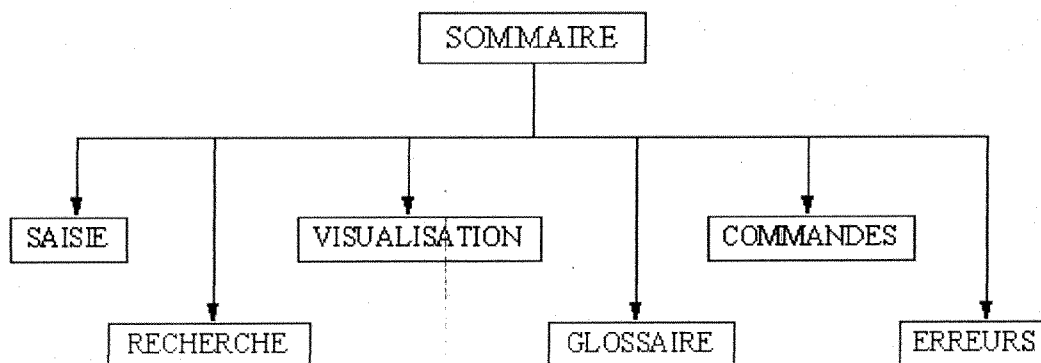 SOMMAIRE
SAISIE
VISUALISATION
COMMANDES
RECHERCHE
GLOSSAIRE
ERREURS